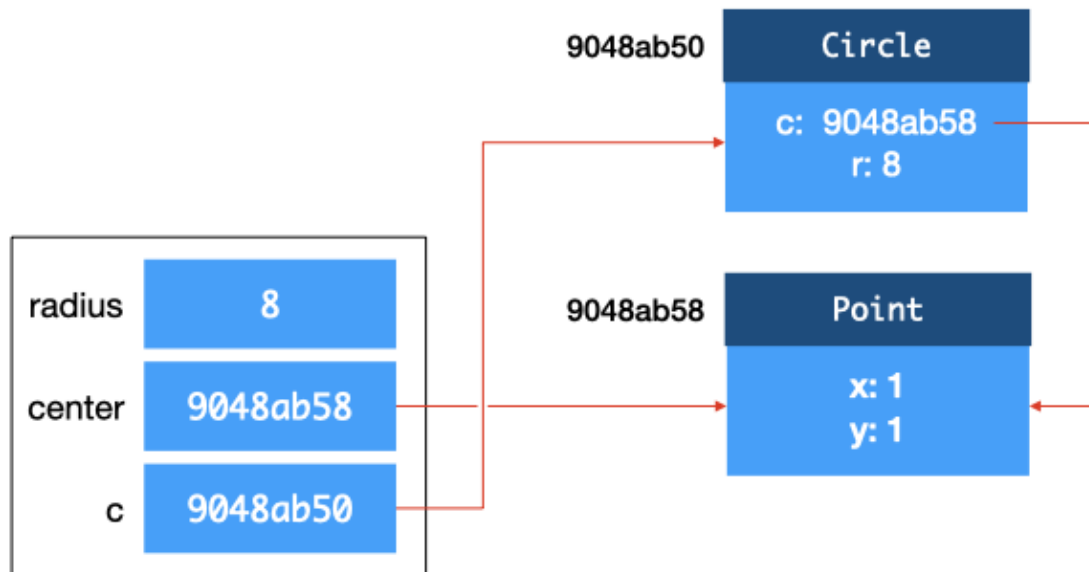 9048ab50
Circle
c: 9048ab58
r: 8
radius
8
center
9048ab58
c
9048ab50
9048ab58
Point
x: 1
y: 1